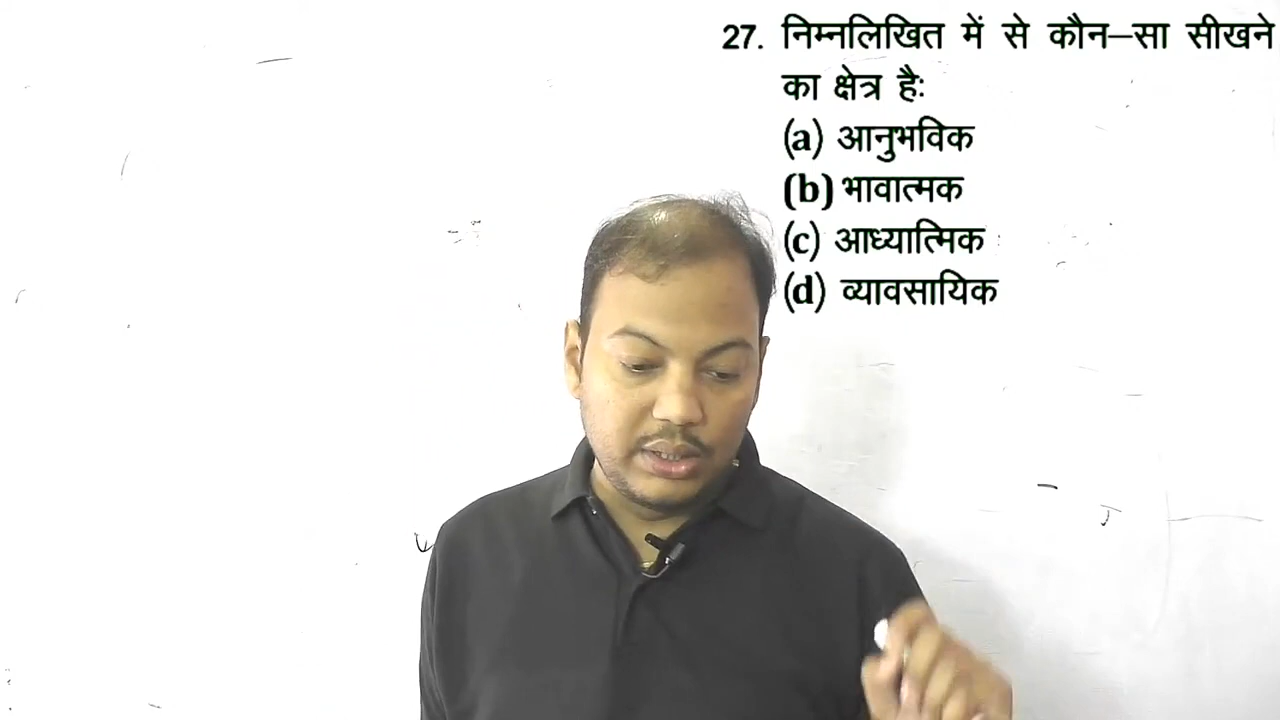 27. निम्नलिखित में से कौन–सा सीखने
का क्षेत्र है:
(a) आनुभविक
(b) भावात्मक
(c) आध्यात्मिक
(d) व्यावसायिक